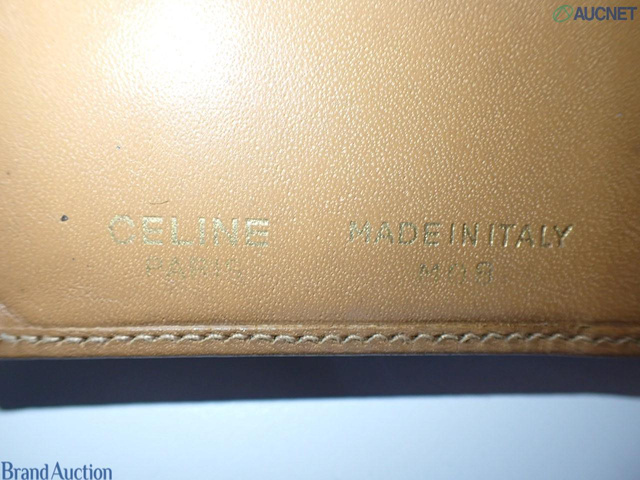 AUCNET
CELINE MADE IN ITALY
PARIS
Brand Auction